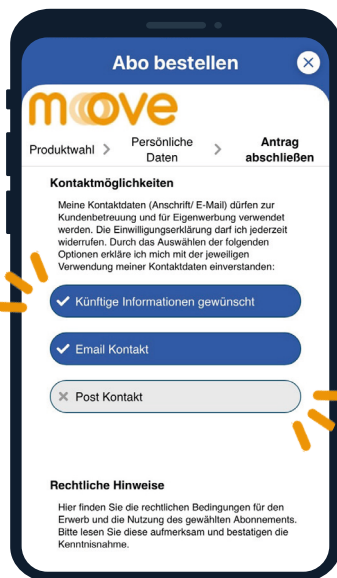 Abo bestellen
moove
Produktwahl > Persönliche Daten > Antrag abschließen
Kontaktmöglichkeiten
Meine Kontaktdaten (Anschrift/ E-Mail) dürfen zur
Kundenbetreuung und für Eigenwerbung verwendet
werden. Die Einwilligungserklärung darf ich jederzeit
widerrufen. Durch das Auswählen der folgenden
Optionen erkläre ich mich mit der jeweiligen
Verwendung meiner Kontaktdaten einverstanden:
Künftige Informationen gewünscht
Email Kontakt
Post Kontakt
Rechtliche Hinweise
Hier finden Sie die rechtlichen Bedingungen für den
Erwerb und die Nutzung des gewählten Abonnements.
Bitte lesen Sie diese aufmerksam und bestatigen die
Kenntnisnahme.